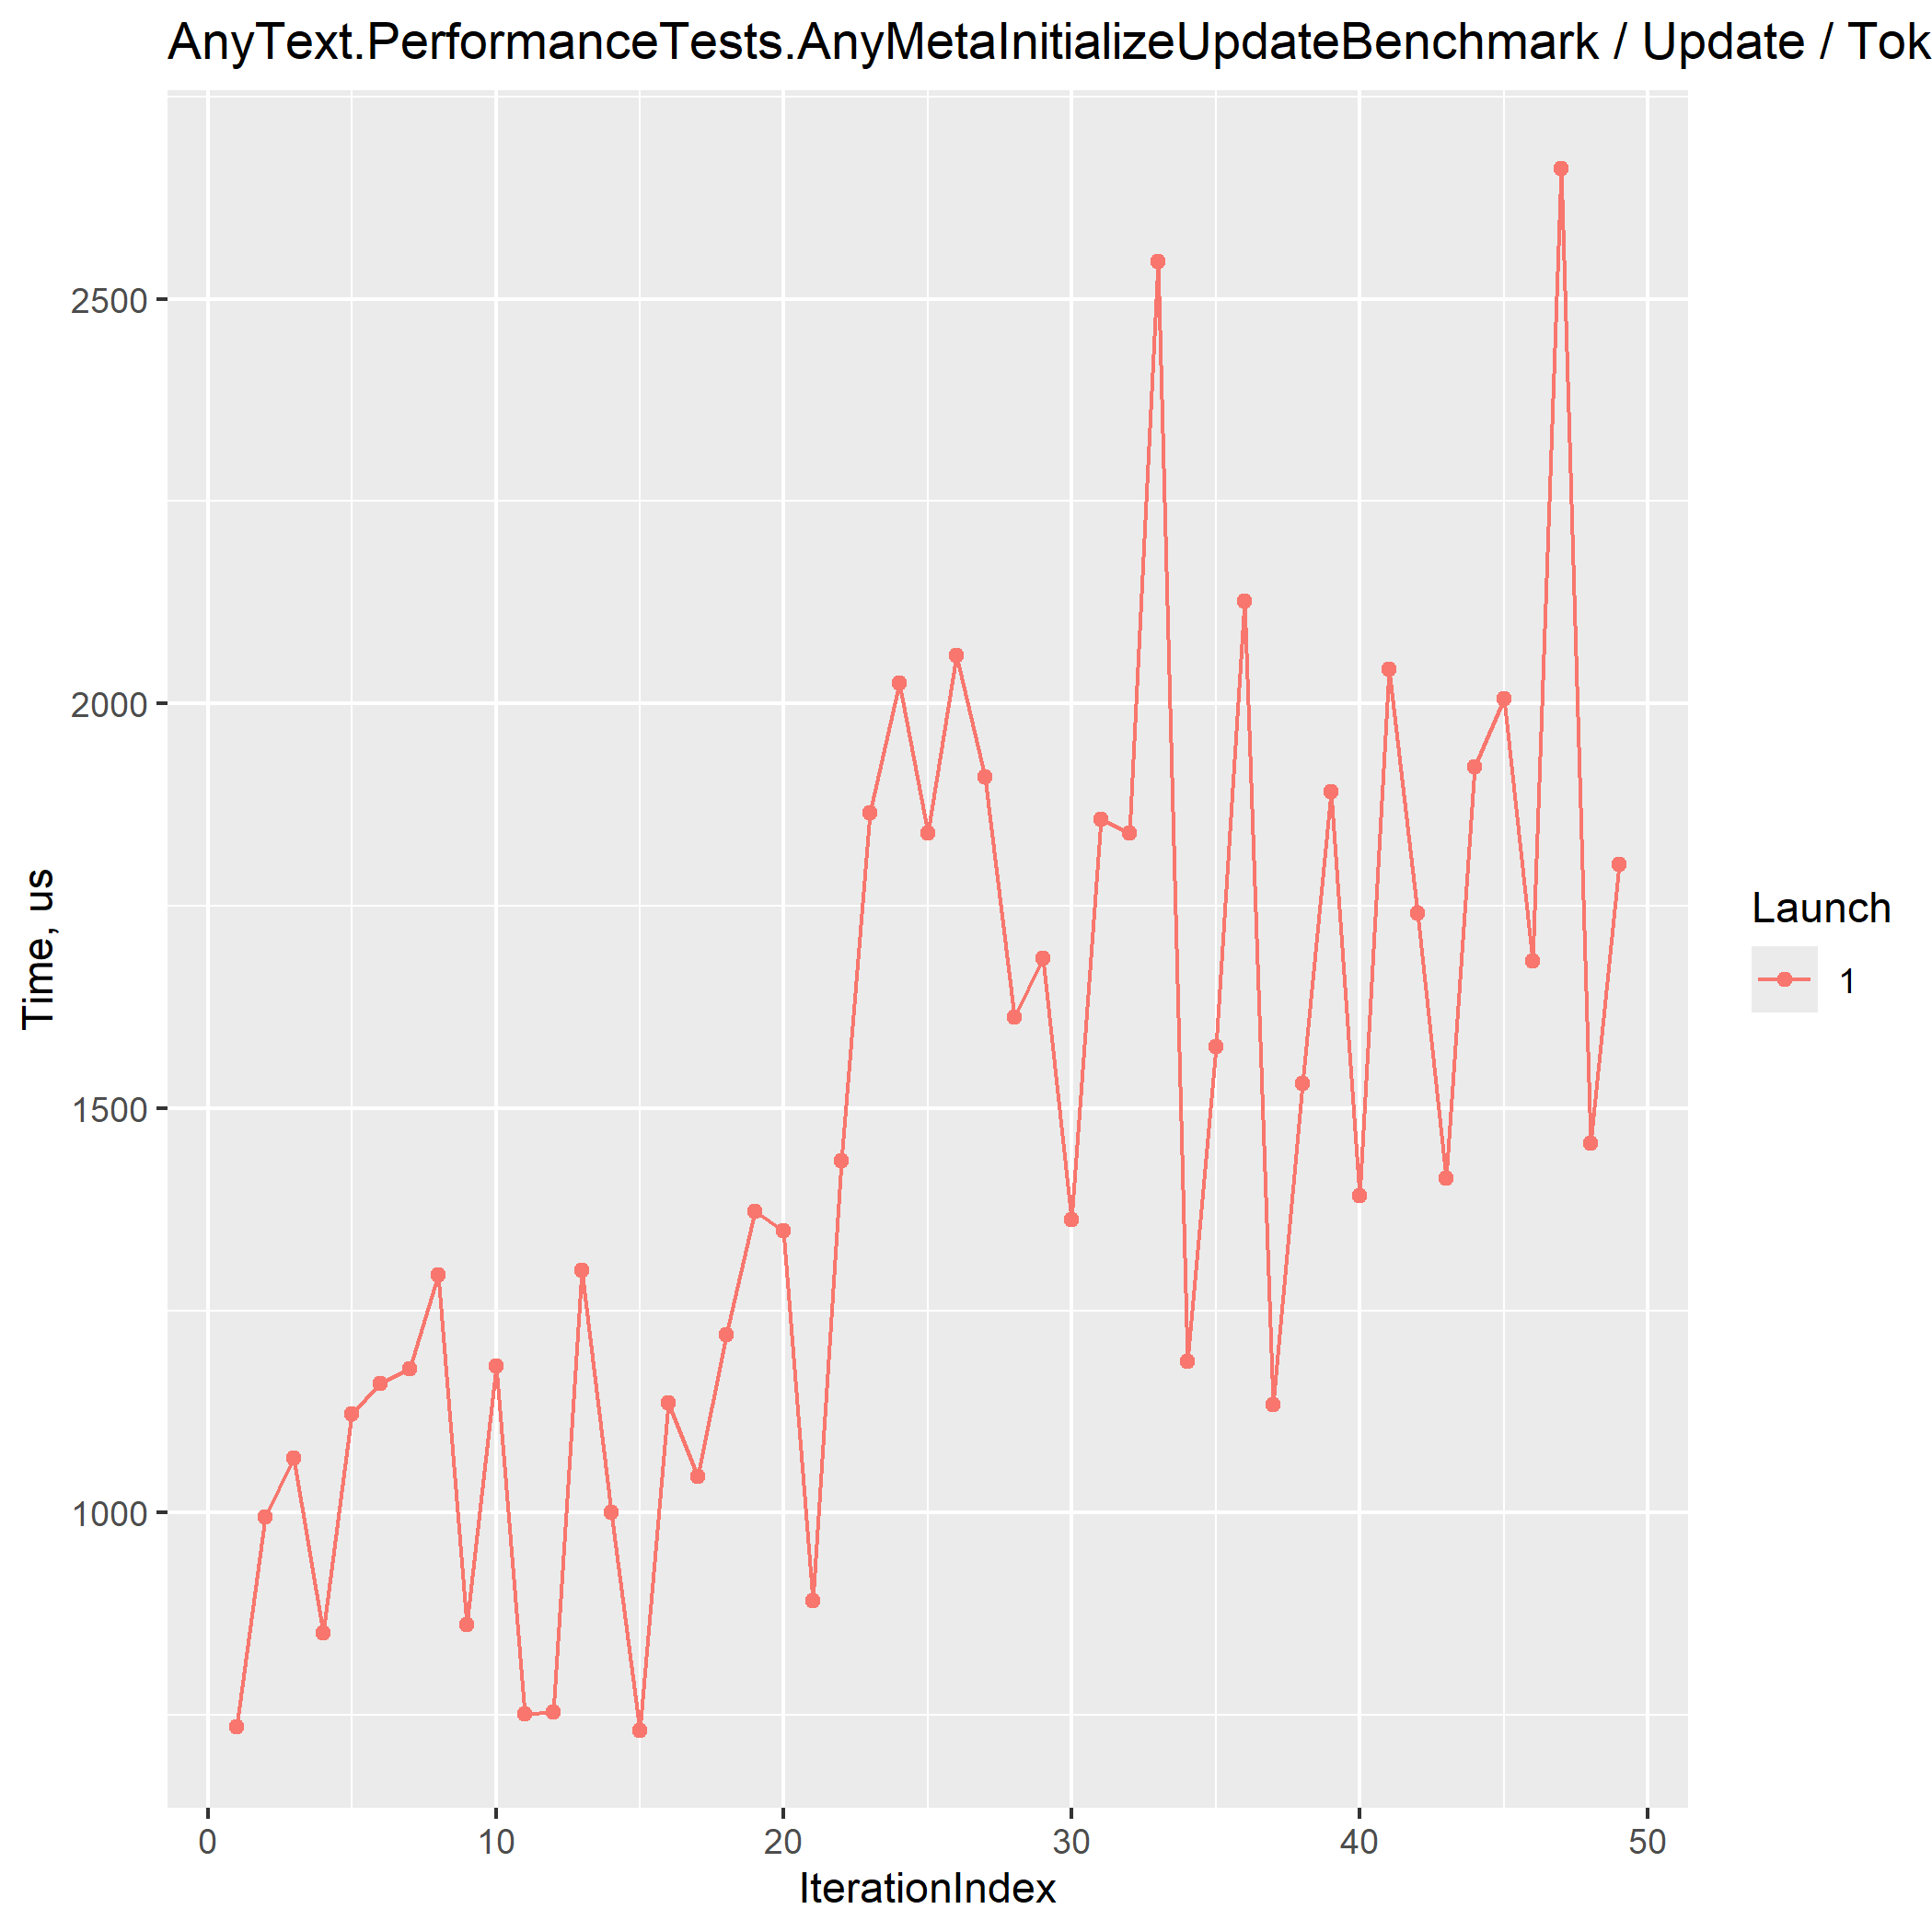 AnyText.PerformanceTests.AnyMetaInitializeUpdateBenchmark / Update / Tok
2500
2000
1500
1000
Time, us
0 10 20 30 40 50
IterationIndex
Launch
1